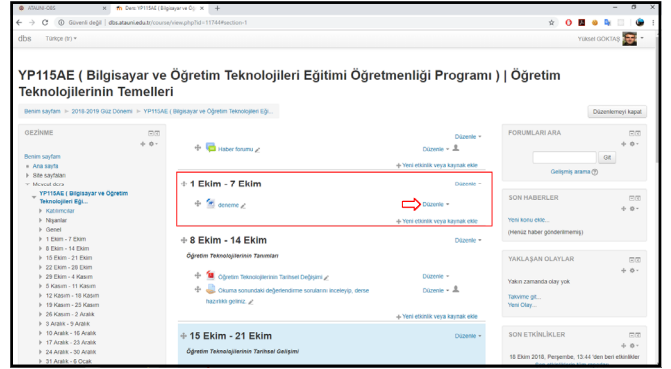 ATAUNİ-DBS
Ders: YP115AE ( Bilgisayar ve Öğ
Güvenli değil | dbs.atauni.edu.tr/course/view.php?id=11744#section-1
dbs Türkçe (tr)
Yüksel GÖKTAŞ
YP115AE ( Bilgisayar ve Öğretim Teknolojileri Eğitimi Öğretmenliği Programı ) | Öğretim
Teknolojilerinin Temelleri
Benim sayfam 2018-2019 Güz Dönemi YP115AE ( Bilgisayar ve Öğretim Teknolojileri Eği...
Düzenlemeyi kapat
GEZİNME
Benim sayfam
Ana sayfa
Site sayfaları
Mevcut ders
YP115AE ( Bilgisayar ve Öğretim
Teknolojileri Eği...
Katılımcılar
Nişanlar
Genel
1 Ekim - 7 Ekim
8 Ekim - 14 Ekim
15 Ekim - 21 Ekim
22 Ekim - 28 Ekim
29 Ekim - 4 Kasım
5 Kasım - 11 Kasım
12 Kasım - 18 Kasım
19 Kasım - 25 Kasım
26 Kasım - 2 Aralık
3 Aralık - 9 Aralık
10 Aralık - 16 Aralık
17 Aralık - 23 Aralık
24 Aralık - 30 Aralık
31 Aralık - 6 Ocak
Düzenle
Haber forumu Düzenle
Yeni etkinlik veya kaynak ekle
1 Ekim - 7 Ekim Düzenle
deneme Düzenle
Yeni etkinlik veya kaynak ekle
8 Ekim - 14 Ekim Düzenle
Öğretim Teknolojilerinin Tanımları
Öğretim Teknolojilerinin Tarihsel Değişimi Düzenle
Okuma sonundaki değerlendirme sorularını inceleyip, derse Düzenle
hazırlıklı geliniz.
Yeni etkinlik veya kaynak ekle
15 Ekim - 21 Ekim Düzenle
Öğretim Teknolojilerinin Tarihsel Gelişimi
FORUMLARI ARA
Git
Gelişmiş arama
SON HABERLER
Yeni konu ekle...
(Henüz haber gönderilmemiş)
YAKLAŞAN OLAYLAR
Yakın zamanda olay yok
Takvime git...
Yeni Olay...
SON ETKİNLİKLER
18 Ekim 2018, Perşembe, 13:44 'den beri etkinlikler